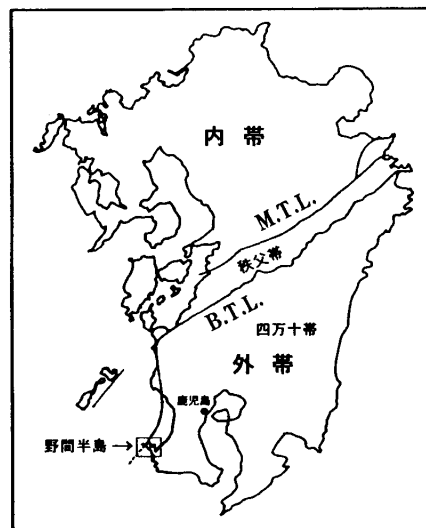 内帯
M.T.L.
秩父帯
B.T.L.
四万十帯
外帯
鹿児島
野間半島→